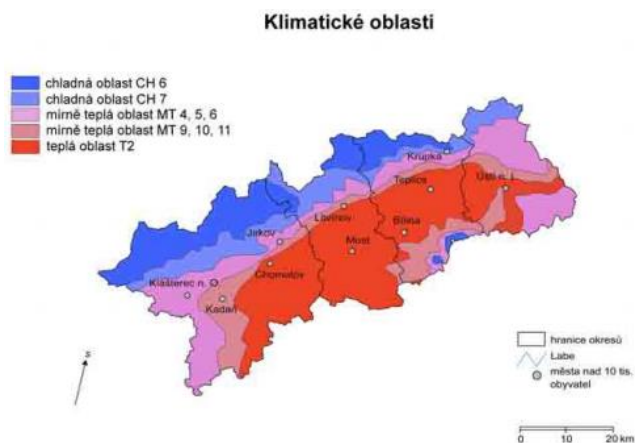 Klimatické oblasti
chladná oblast CH 6
chladná oblast CH 7
mírně teplá oblast MT 4, 5, 6
mírně teplá oblast MT 9, 10, 11
teplá oblast T2
Krupka
Teplice
Ústí n. L.
Litvínov
Bílina
Jirkov
Most
Chomutov
Klášterec n. O.
Kadaň
S
hranice okresů
Labe
města nad 10 tis.
obyvatel
0 10 20 km